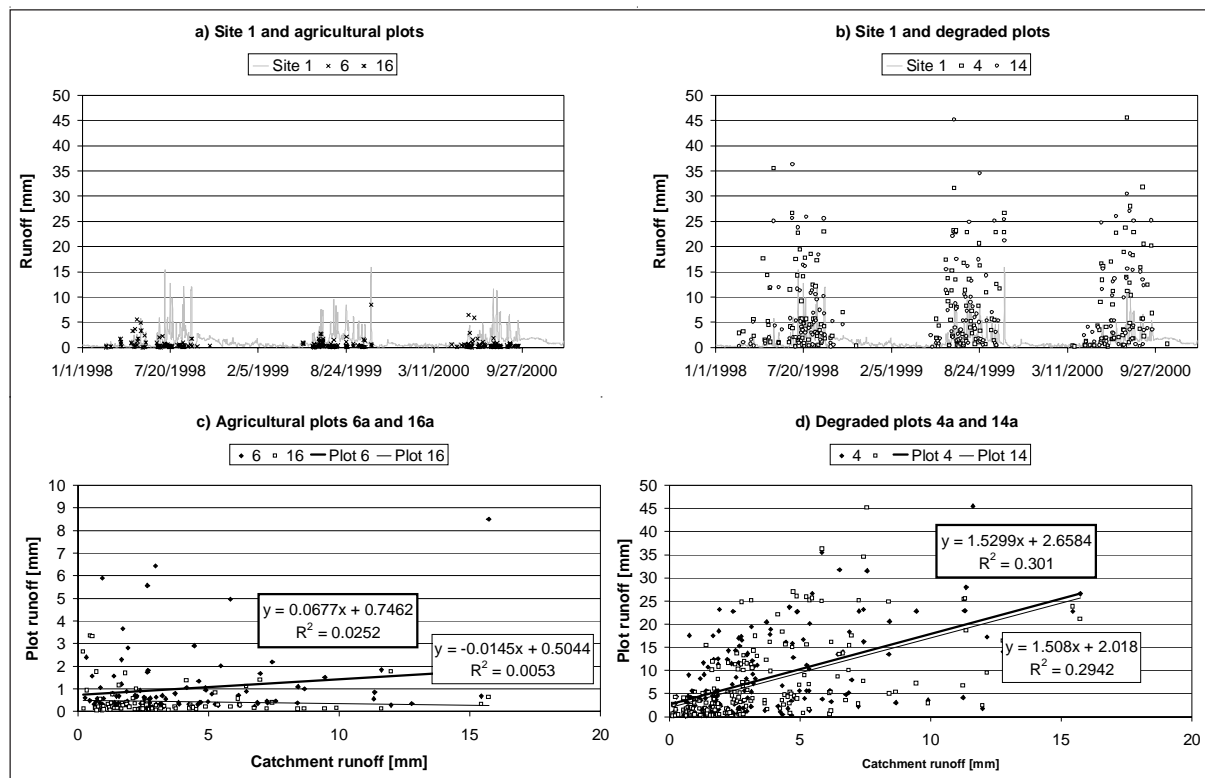 a) Site 1 and agricultural plots
Site 1 6 16
50
45
40
35
30
25
20
15
10
5
0
Runoff [mm]
1/1/1998 7/20/1998 2/5/1999 8/24/1999 3/11/2000 9/27/2000
b) Site 1 and degraded plots
Site 1 4 14
50
45
40
35
30
25
20
15
10
5
0
Runoff [mm]
1/1/1998 7/20/1998 2/5/1999 8/24/1999 3/11/2000 9/27/2000
c) Agricultural plots 6a and 16a
6 16 Plot 6 Plot 16
10
9
8
7
6
5
4
3
2
1
0
Plot runoff [mm]
y = 0.0677x + 0.7462
R² = 0.0252
y = -0.0145x + 0.5044
R² = 0.0053
0 5 10 15 20
Catchment runoff [mm]
d) Degraded plots 4a and 14a
4 Plot 4 Plot 14
50
45
40
35
30
25
20
15
10
5
0
Plot runoff [mm]
y = 1.5299x + 2.6584
R² = 0.301
y = 1.508x + 2.018
R² = 0.2942
0 5 10 15 20
Catchment runoff [mm]